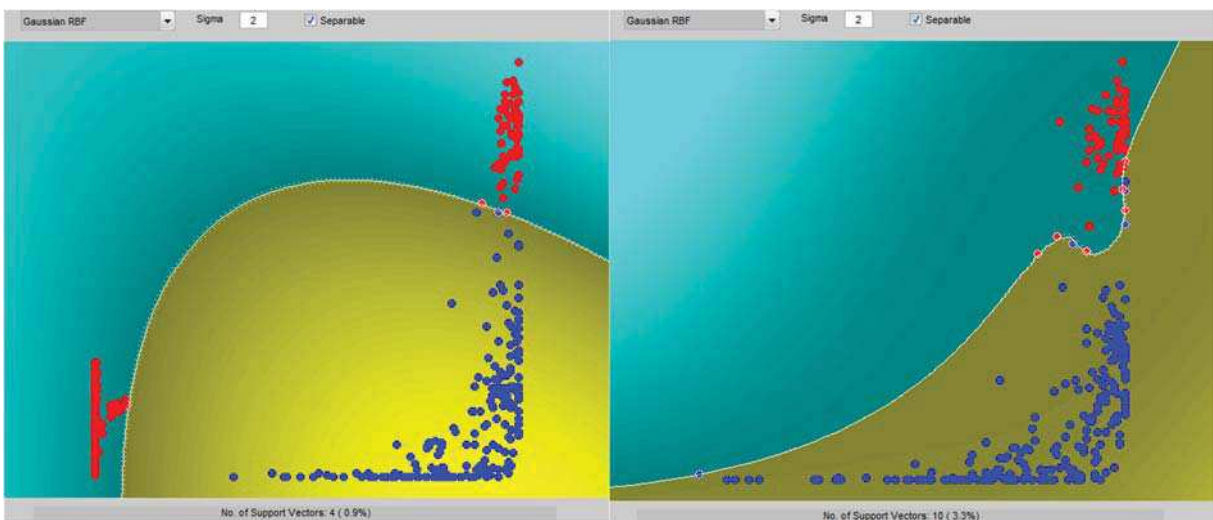 Gaussian RBF Sigma 2 Separable
Gaussian RBF Sigma 2 Separable
No. of Support Vectors: 4 ( 0.9%)
No. of Support Vectors: 10 ( 3.3%)